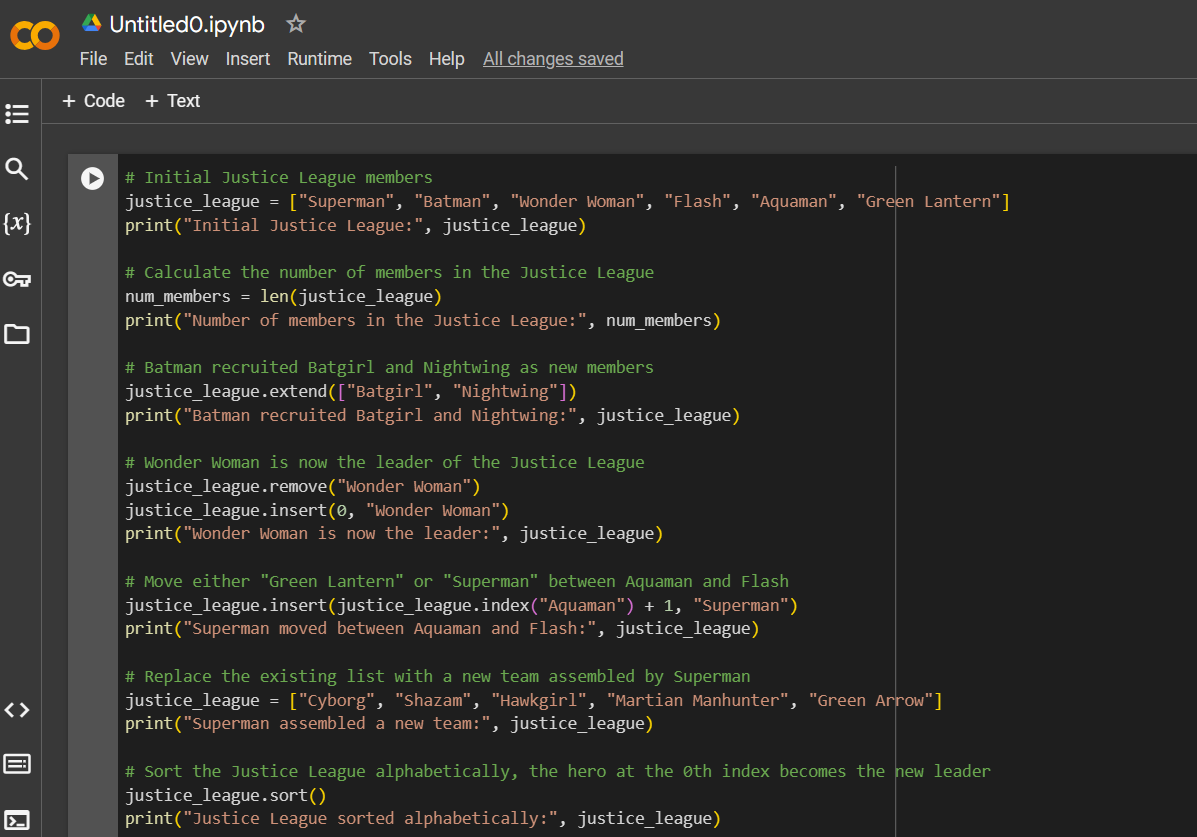 Untitled0.ipynb
File Edit View Insert Runtime Tools Help All changes saved
+ Code + Text
{x}
# Initial Justice League members
justice_league = ["Superman", "Batman", "Wonder Woman", "Flash", "Aquaman", "Green Lantern"]
print("Initial Justice League:", justice_league)
# Calculate the number of members in the Justice League
num_members = len(justice_league)
print("Number of members in the Justice League:", num_members)
# Batman recruited Batgirl and Nightwing as new members
justice_league.extend(["Batgirl", "Nightwing"])
print("Batman recruited Batgirl and Nightwing:", justice_league)
# Wonder Woman is now the leader of the Justice League
justice_league.remove("Wonder Woman")
justice_league.insert(0, "Wonder Woman")
print("Wonder Woman is now the leader:", justice_league)
# Move either "Green Lantern" or "Superman" between Aquaman and Flash
justice_league.insert(justice_league.index("Aquaman") + 1, "Superman")
print("Superman moved between Aquaman and Flash:", justice_league)
# Replace the existing list with a new team assembled by Superman
justice_league = ["Cyborg", "Shazam", "Hawkgirl", "Martian Manhunter", "Green Arrow"]
print("Superman assembled a new team:", justice_league)
# Sort the Justice League alphabetically, the hero at the 0th index becomes the new leader
justice_league.sort()
print("Justice League sorted alphabetically:", justice_league)